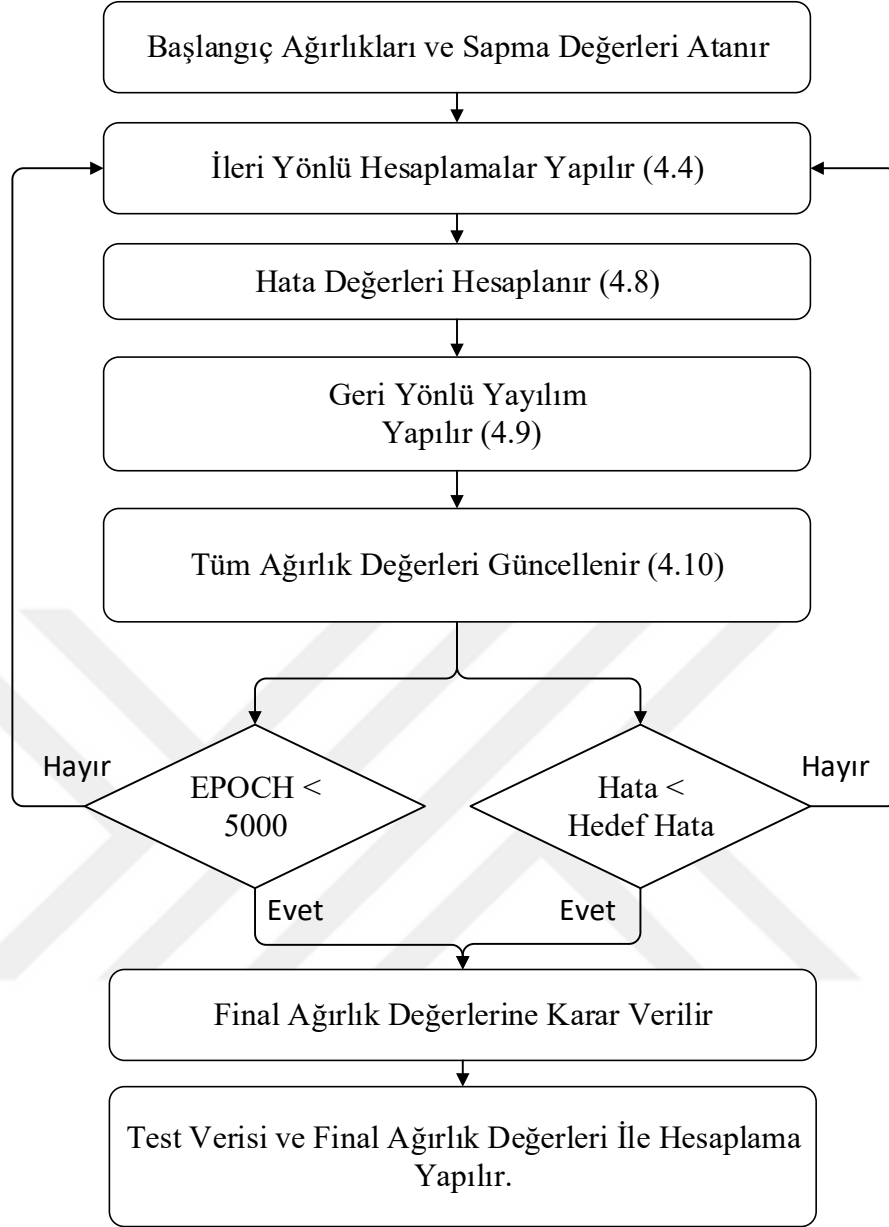 Başlangıç Ağırlıkları ve Sapma Değerleri Atanır
İleri Yönlü Hesaplamalar Yapılır (4.4)
Hata Değerleri Hesaplanır (4.8)
Geri Yönlü Yayılım
Yapılır (4.9)
Tüm Ağırlık Değerleri Güncellenir (4.10)
Hayır
EPOCH <
5000
Hata <
Hedef Hata
Hayır
Evet
Evet
Final Ağırlık Değerlerine Karar Verilir
Test Verisi ve Final Ağırlık Değerleri İle Hesaplama
Yapılır.